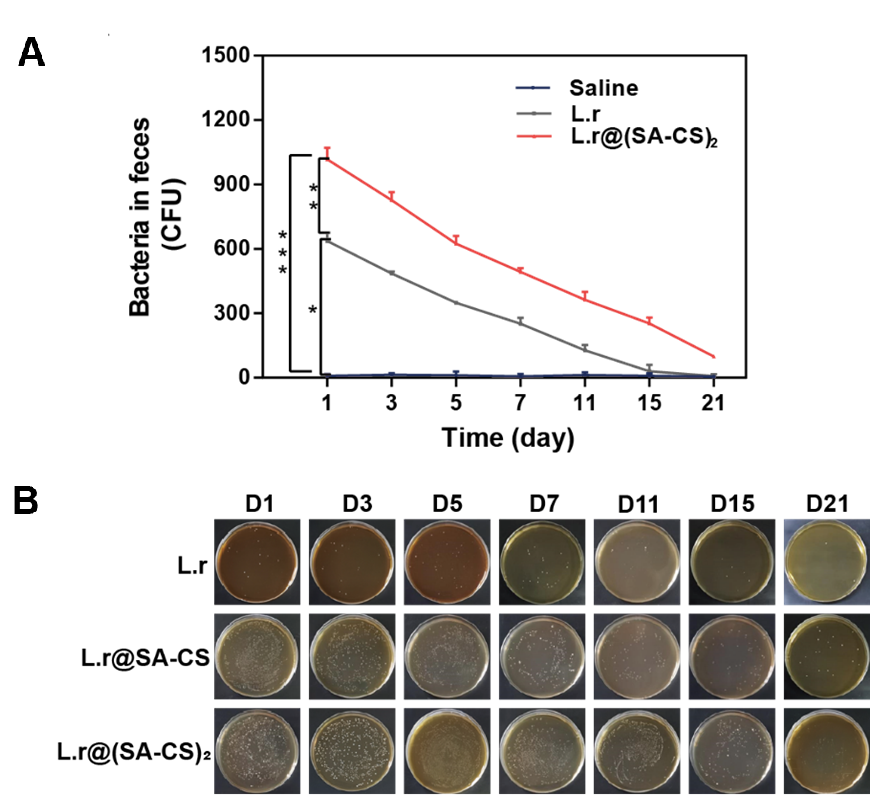 A
1500
1200
900
600
300
0
Bacteria in feces
(CFU)
Saline
L.r
L.r@(SA-CS)₂
***
**
*
1 3 5 7 11 15 21
Time (day)
B
D1 D3 D5 D7 D11 D15 D21
L.r
L.r@SA-CS
L.r@(SA-CS)₂